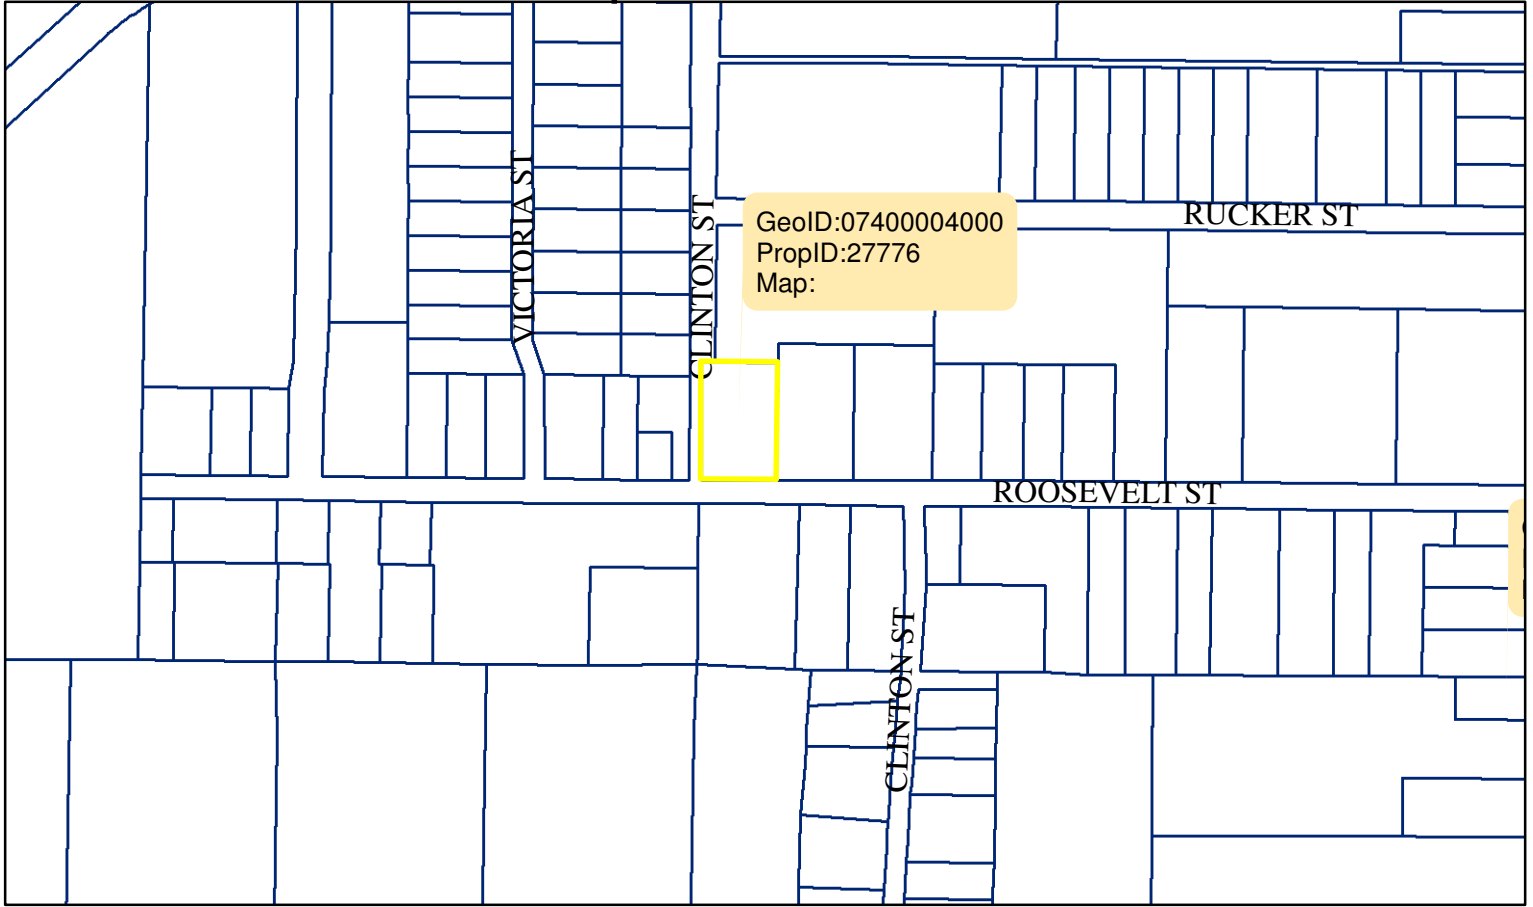 VICTORIA ST
CLINTON ST
GeoID:07400004000
PropID:27776
Map:
RUCKER ST
ROOSEVELT ST
CLINTON ST